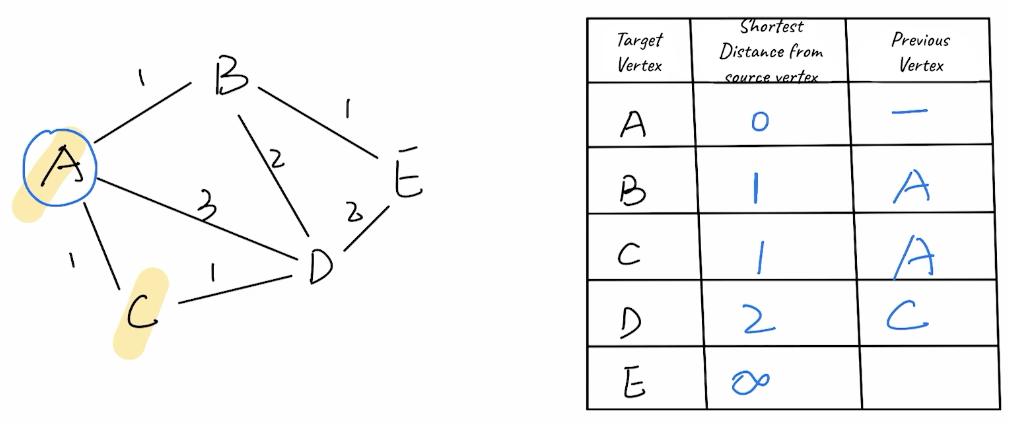 1
B
1
A
2
E
3
2
1
1
D
C
Target Vertex
Shortest Distance from source vertex
Previous Vertex
A 0 —
B 1 A
C 1 A
D 2 C
E ∞